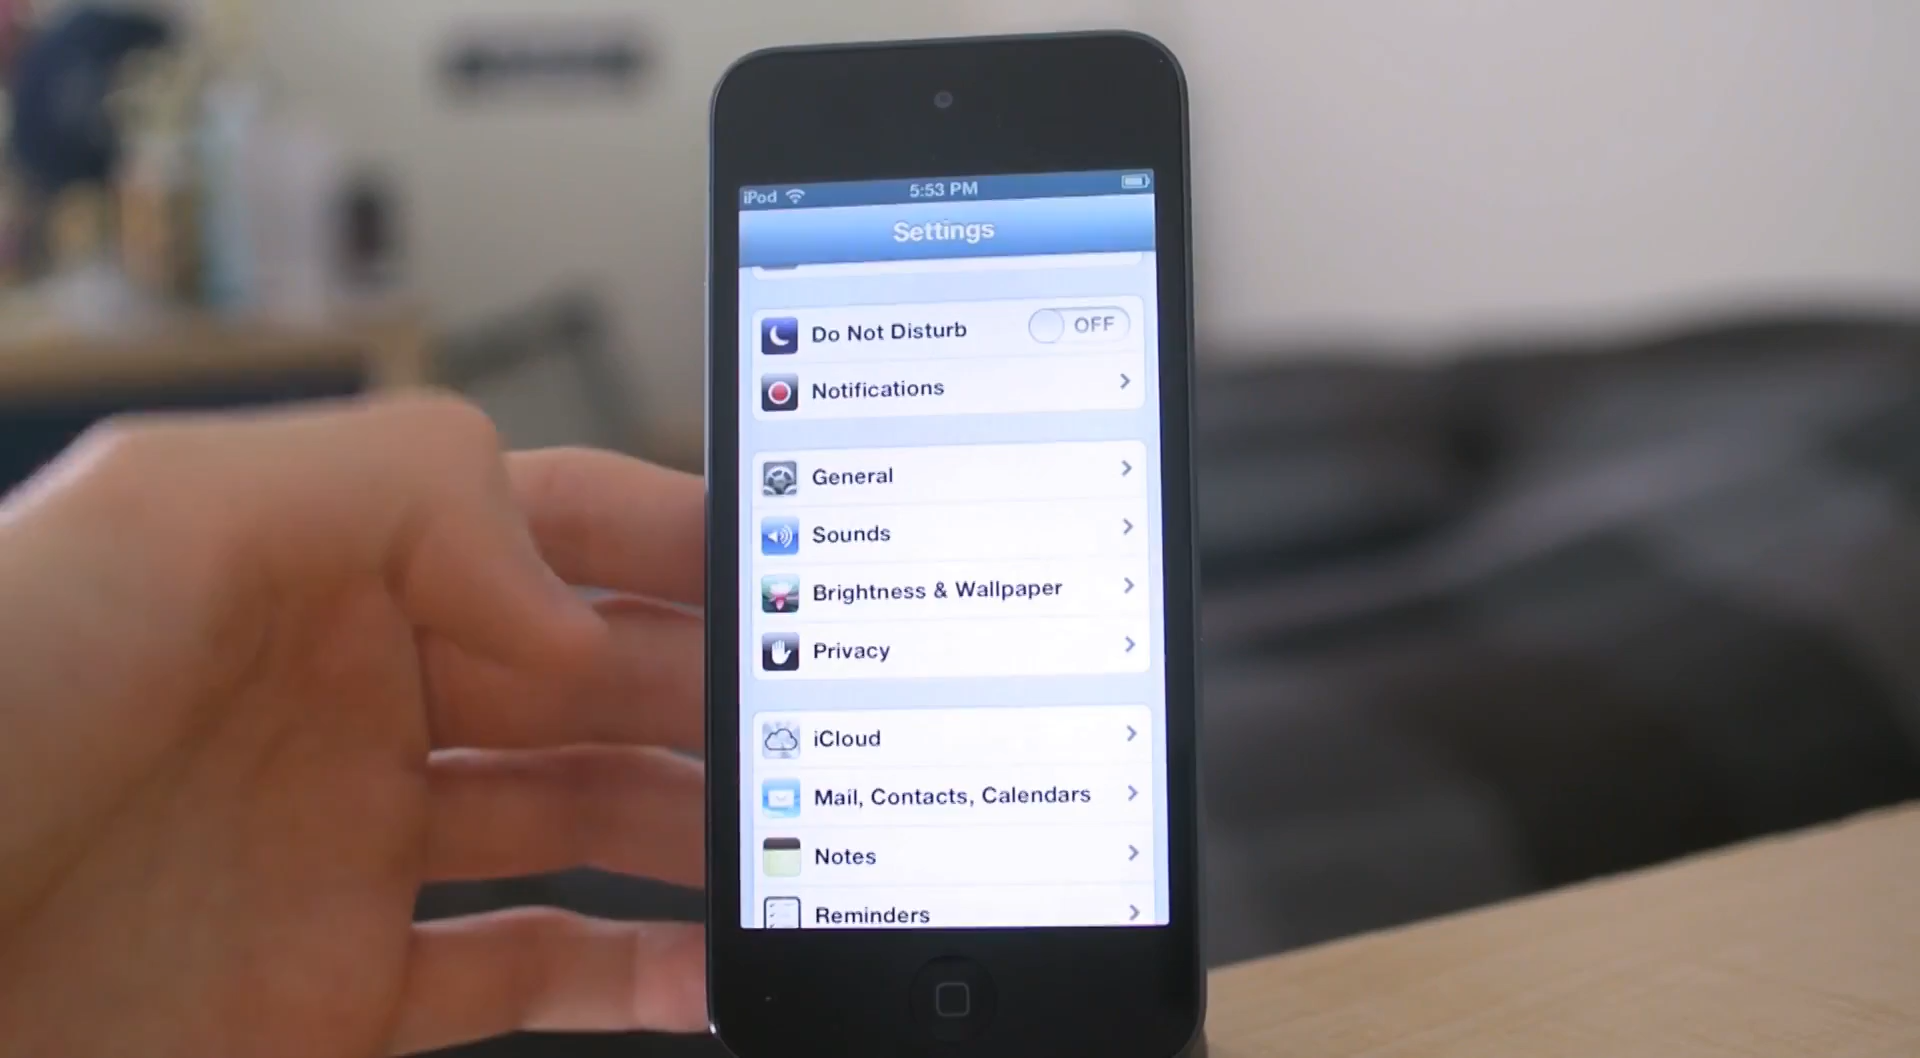 iPod 5:53 PM
Settings
Do Not Disturb OFF
Notifications
General
Sounds
Brightness & Wallpaper
Privacy
iCloud
Mail, Contacts, Calendars
Notes
Reminders